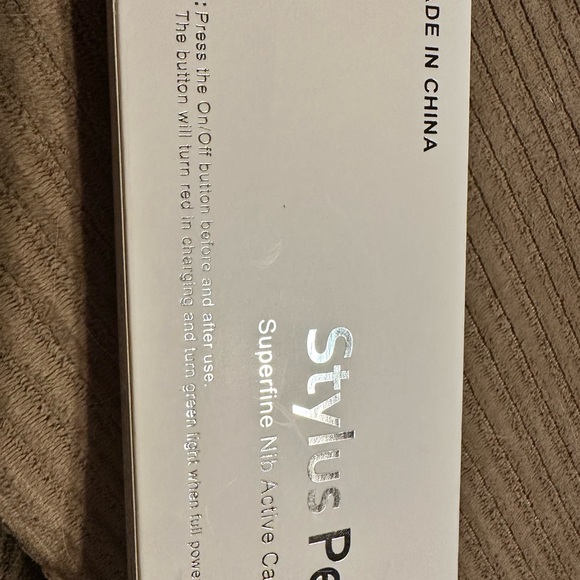 MADE IN CHINA
Stylus Pe
Superfine Nib Active Ca
: Press the On/Off button before and after use.
The button will turn red in charging and turn green light when full powe